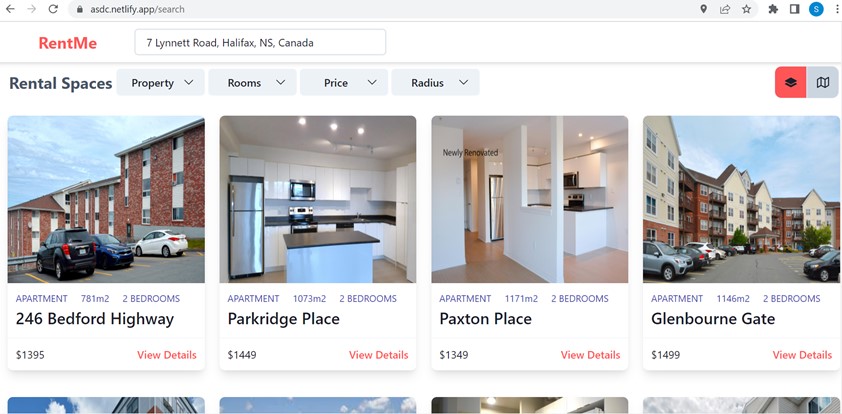 asdc.netlify.app/search
S
RentMe
7 Lynnett Road, Halifax, NS, Canada
Rental Spaces
Property
Rooms
Price
Radius
Newly Renovated
APARTMENT 781m2 2 BEDROOMS
246 Bedford Highway
$1395 View Details
APARTMENT 1073m2 2 BEDROOMS
Parkridge Place
$1449 View Details
APARTMENT 1171m2 2 BEDROOMS
Paxton Place
$1349 View Details
APARTMENT 1146m2 2 BEDROOMS
Glenbourne Gate
$1499 View Details